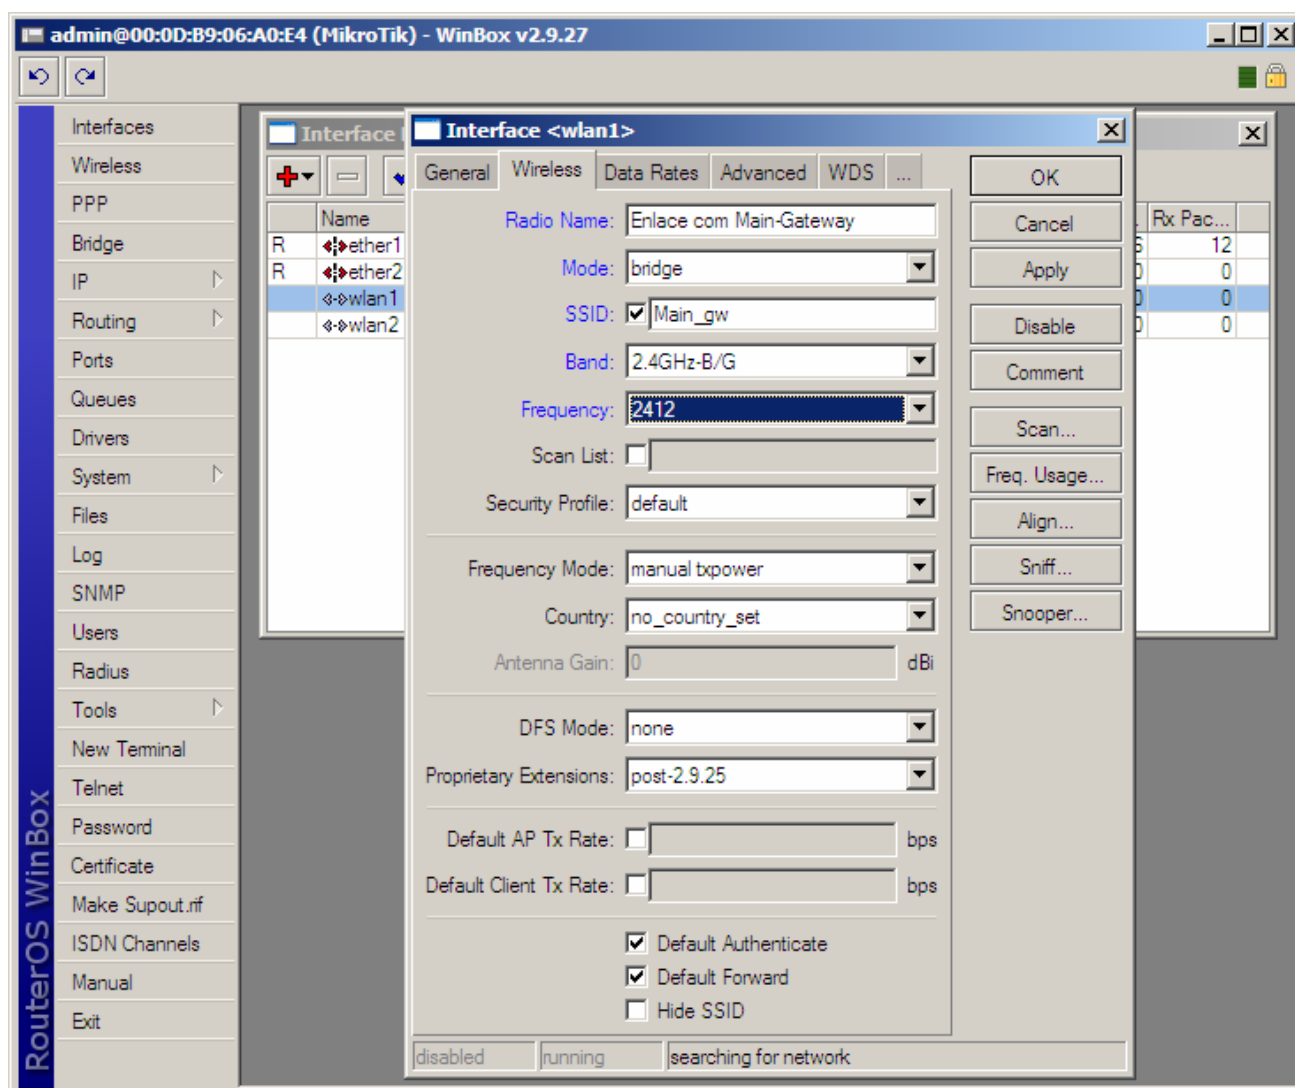 admin@00:0D:B9:06:A0:E4 (MikroTik) - WinBox v2.9.27
RouterOS WinBox
Interfaces
Wireless
PPP
Bridge
IP
Routing
Ports
Queues
Drivers
System
Files
Log
SNMP
Users
Radius
Tools
New Terminal
Telnet
Password
Certificate
Make Supout.rif
ISDN Channels
Manual
Exit
Interface
Name
Rx Pac...
R ether1 12
R ether2 0
wlan1 0
wlan2 0
Interface <wlan1>
General Wireless Data Rates Advanced WDS ...
Radio Name: Enlace com Main-Gateway
Mode: bridge
SSID: Main_gw
Band: 2.4GHz-B/G
Frequency: 2412
Scan List:
Security Profile: default
Frequency Mode: manual txpower
Country: no_country_set
Antenna Gain: 0 dBi
DFS Mode: none
Proprietary Extensions: post-2.9.25
Default AP Tx Rate: bps
Default Client Tx Rate: bps
Default Authenticate
Default Forward
Hide SSID
disabled running searching for network
OK
Cancel
Apply
Disable
Comment
Scan...
Freq. Usage...
Align...
Sniff...
Snooper...